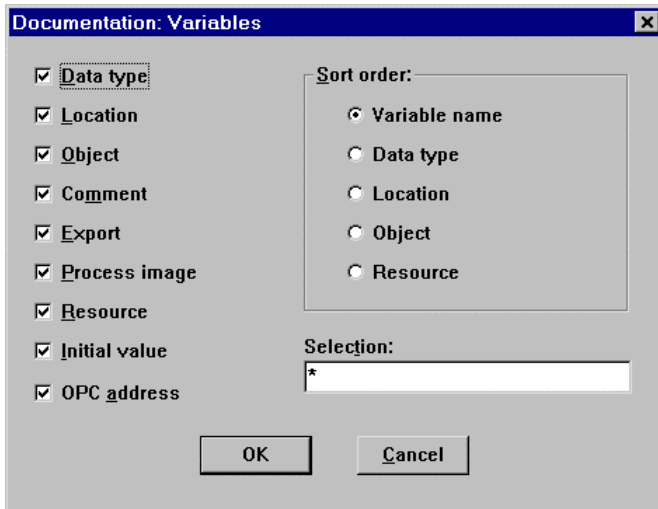 Documentation: Variables
Data type
Location
Object
Comment
Export
Process image
Resource
Initial value
OPC address
Sort order:
Variable name
Data type
Location
Object
Resource
Selection:
*
OK
Cancel